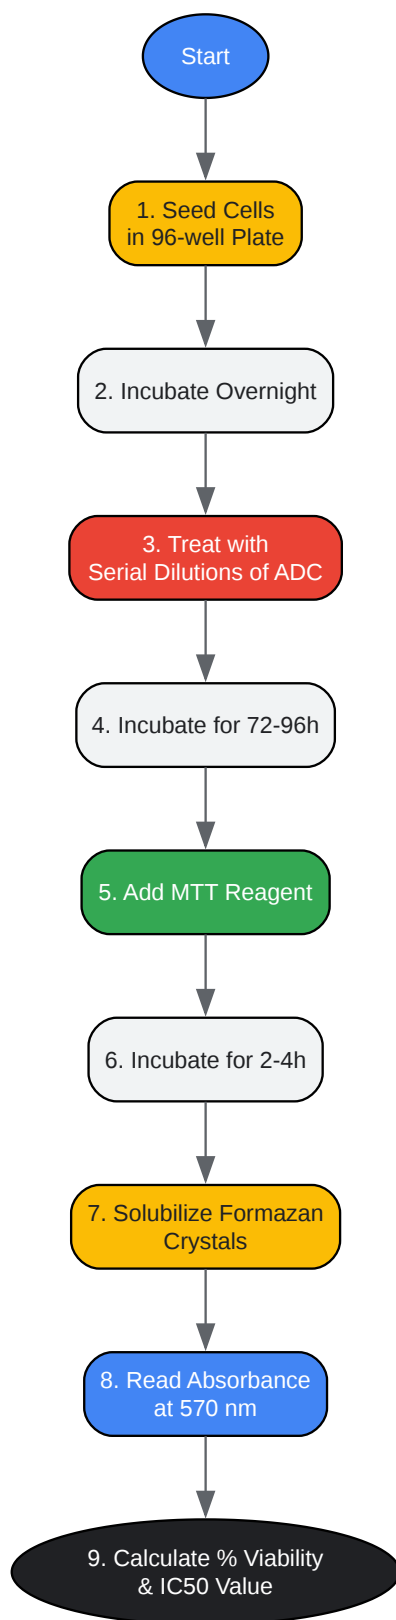 Start
1. Seed Cells
in 96-well Plate
2. Incubate Overnight
3. Treat with
Serial Dilutions of ADC
4. Incubate for 72-96h
5. Add MTT Reagent
6. Incubate for 2-4h
7. Solubilize Formazan
Crystals
8. Read Absorbance
at 570 nm
9. Calculate % Viability
& IC50 Value